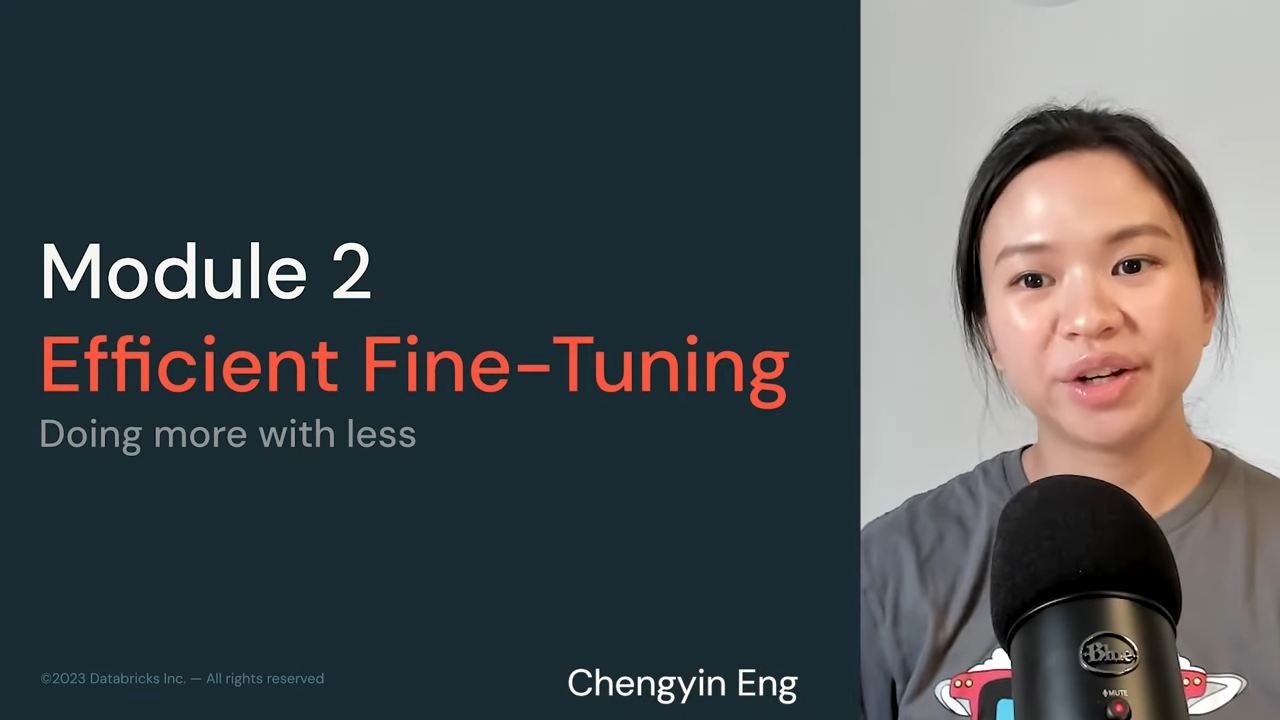 Module 2
Efficient Fine-Tuning
Doing more with less
©2023 Databricks Inc. — All rights reserved
Chengyin Eng
Blue
MUTE